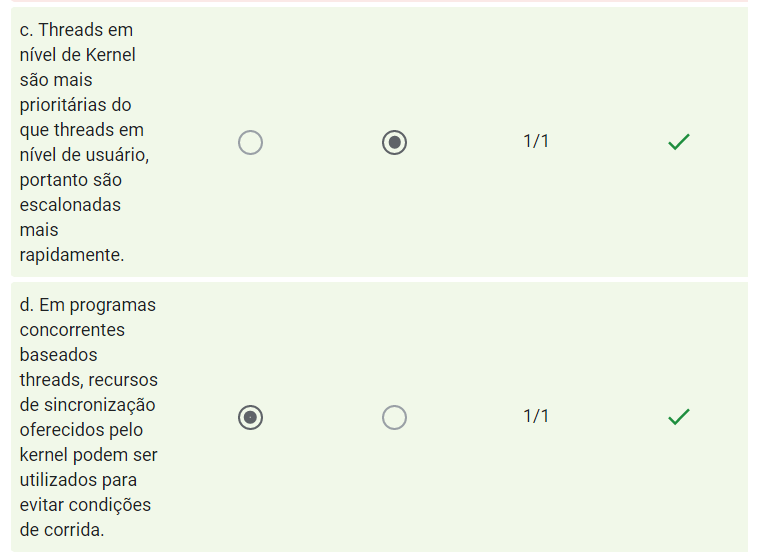 c. Threads em
nível de Kernel
são mais
prioritárias do
que threads em
nível de usuário,
portanto são
escalonadas
mais
rapidamente.
1/1
d. Em programas
concorrentes
baseados
threads, recursos
de sincronização
oferecidos pelo
kernel podem ser
utilizados para
evitar condições
de corrida.
1/1